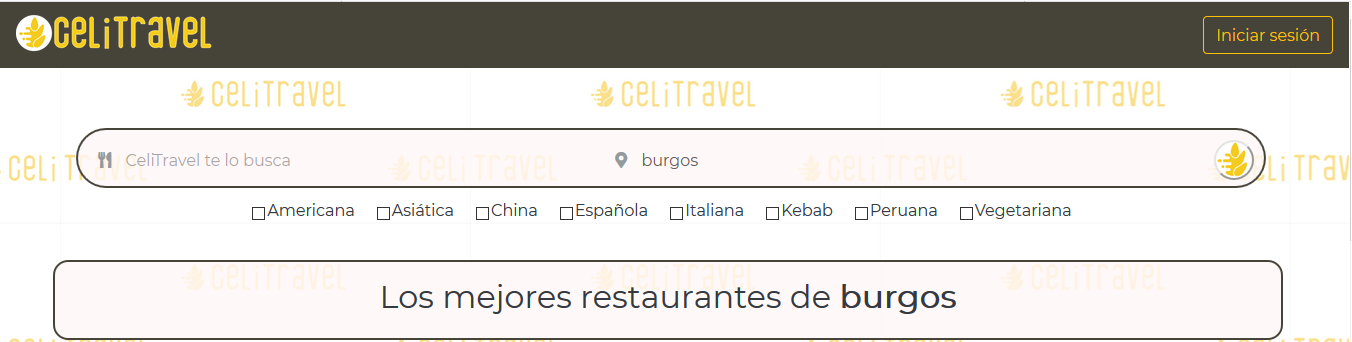 CELITRAVEL
Iniciar sesión
CELITRAVEL CELITRAVEL CELITRAVEL
CeliTravel te lo busca burgos
Americana Asiática China Española Italiana Kebab Peruana Vegetariana
Los mejores restaurantes de burgos